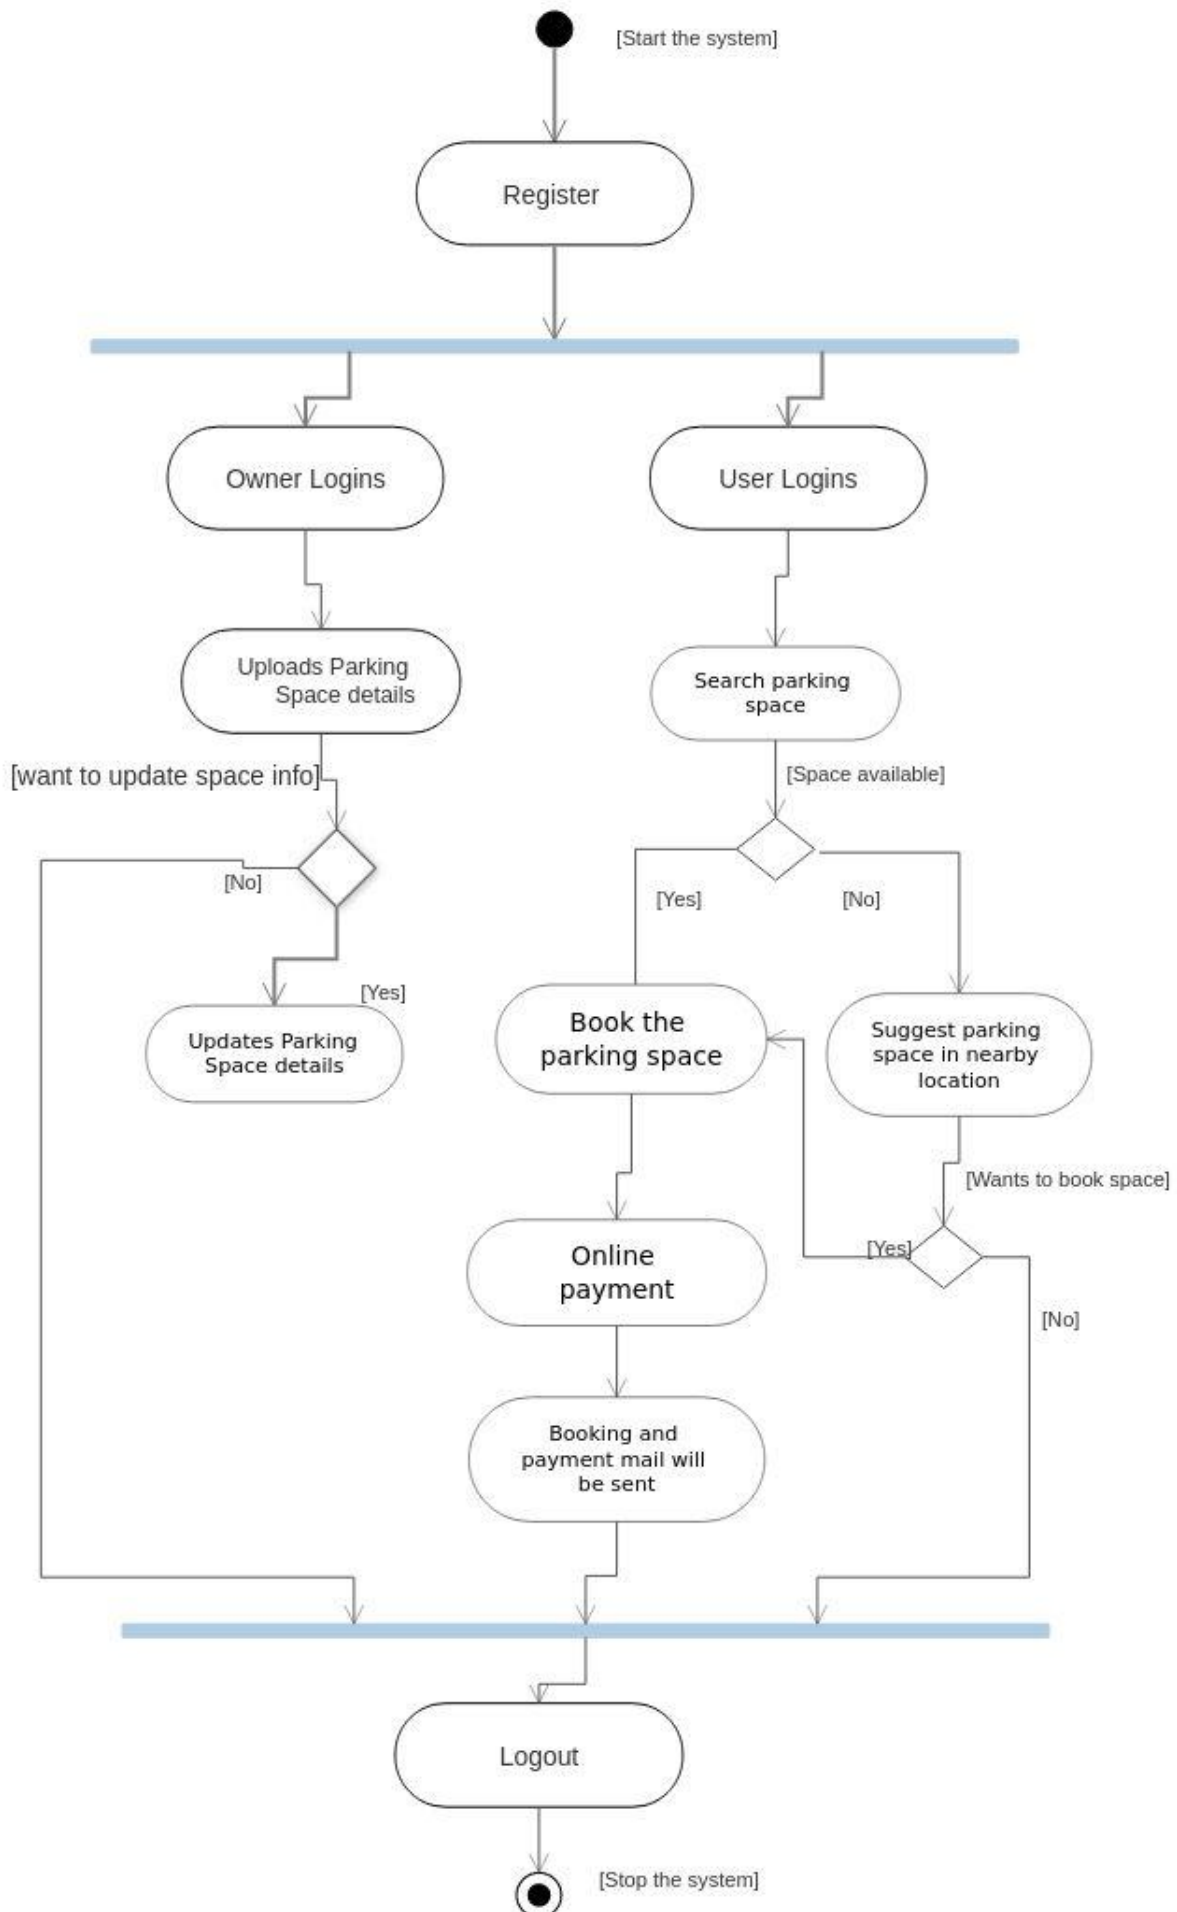 [Start the system]
Register
Owner Logins
User Logins
Uploads Parking
Space details
Search parking
space
[want to update space info]
[Space available]
[No]
[Yes]
[No]
[Yes]
Updates Parking
Space details
Book the
parking space
Suggest parking
space in nearby
location
[Wants to book space]
[Yes]
[No]
Online
payment
Booking and
payment mail will
be sent
Logout
[Stop the system]